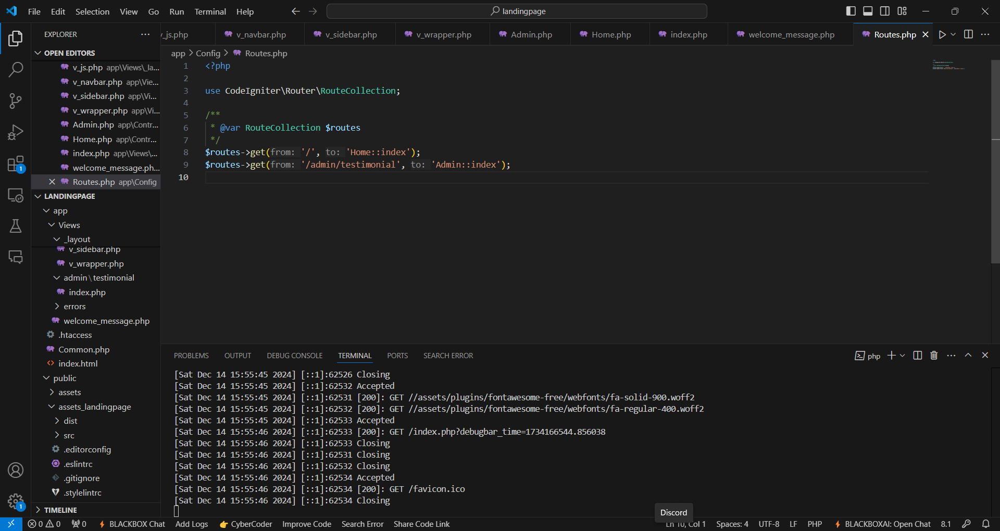 File Edit Selection View Go Run Terminal Help
landingpage
EXPLORER
_js.php v_navbar.php v_sidebar.php v_wrapper.php Admin.php Home.php index.php welcome_message.php Routes.php
app > Config > Routes.php
OPEN EDITORS
v_js.php app\Views\_la...
v_navbar.php app\Vie...
v_sidebar.php app\Vi...
v_wrapper.php app\Vi...
Admin.php app\Contr...
Home.php app\Contr...
index.php app\Views\...
welcome_message.ph...
Routes.php app\Config
LANDINGPAGE
app
Views
_layout
v_sidebar.php
v_wrapper.php
admin\testimonial
index.php
errors
welcome_message.php
.htaccess
Common.php
index.html
public
assets
assets_landingpage
dist
src
.editorconfig
.eslintrc
.gitignore
.stylelintrc
TIMELINE
1
1
1 <?php
2
3 use CodeIgniter\Router\RouteCollection;
4
5 /**
6 * @var RouteCollection $routes
7 */
8 $routes->get(from: '/', to: 'Home::index');
9 $routes->get(from: '/admin/testimonial', to: 'Admin::index');
10
PROBLEMS OUTPUT DEBUG CONSOLE TERMINAL PORTS SEARCH ERROR
php
[Sat Dec 14 15:55:45 2024] [::1]:62526 Closing
[Sat Dec 14 15:55:45 2024] [::1]:62532 Accepted
[Sat Dec 14 15:55:45 2024] [::1]:62531 [200]: GET //assets/plugins/fontawesome-free/webfonts/fa-solid-900.woff2
[Sat Dec 14 15:55:45 2024] [::1]:62532 [200]: GET //assets/plugins/fontawesome-free/webfonts/fa-regular-400.woff2
[Sat Dec 14 15:55:45 2024] [::1]:62533 Accepted
[Sat Dec 14 15:55:46 2024] [::1]:62533 [200]: GET /index.php?debugbar_time=1734166544.856038
[Sat Dec 14 15:55:46 2024] [::1]:62533 Closing
[Sat Dec 14 15:55:46 2024] [::1]:62531 Closing
[Sat Dec 14 15:55:46 2024] [::1]:62532 Closing
[Sat Dec 14 15:55:46 2024] [::1]:62534 Accepted
[Sat Dec 14 15:55:46 2024] [::1]:62534 [200]: GET /favicon.ico
[Sat Dec 14 15:55:46 2024] [::1]:62534 Closing
Discord
0 0 0 BLACKBOX Chat Add Logs CyberCoder Improve Code Search Error Share Code Link Ln 10, Col 1 Spaces: 4 UTF-8 LF PHP BLACKBOXAI: Open Chat 8.1